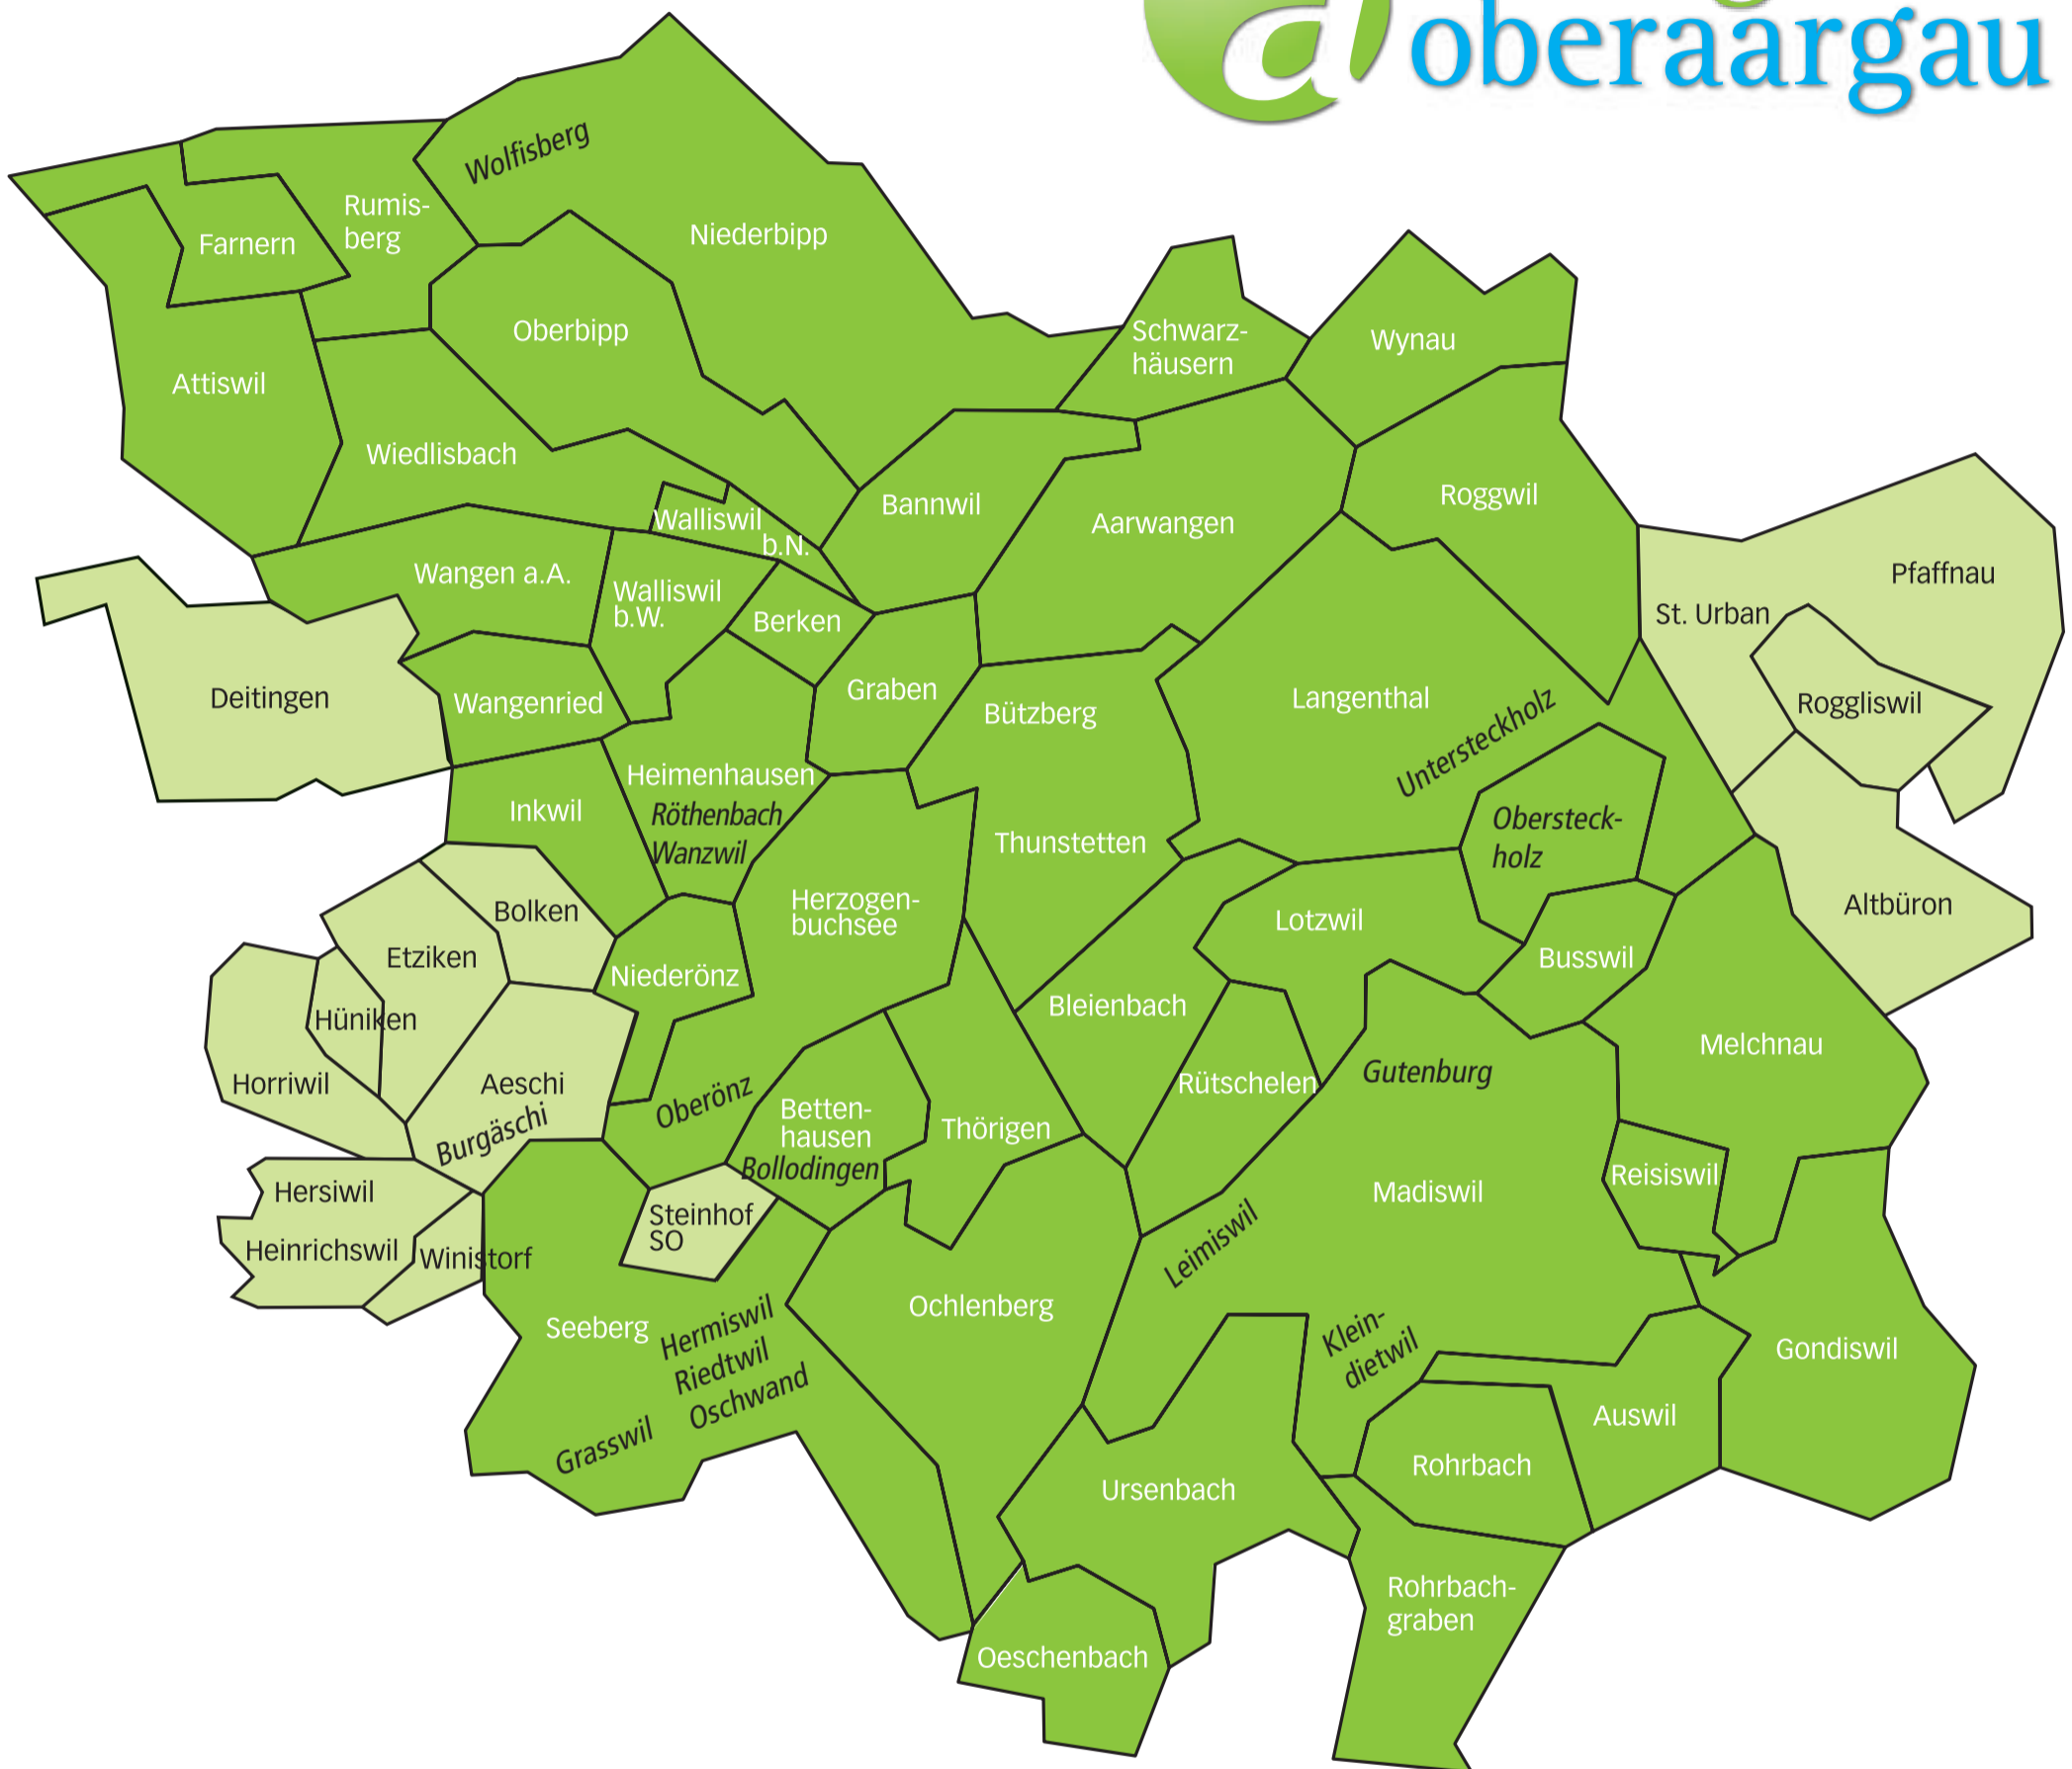 oberaargau
Wolfisberg
Rumis-
berg
Farnern
Niederbipp
Oberbipp
Schwarz-
häusern
Wynau
Attiswil
Wiedlisbach
Bannwil
Aarwangen
Roggwil
Walliswil
b.N.
Wangen a.A.
Walliswil
b.W.
Berken
Pfaffnau
St. Urban
Deitingen
Wangenried
Graben
Bützberg
Langenthal
Untersteckholz
Roggliswil
Heimenhausen
Röthenbach
Wanzwil
Inkwil
Thunstetten
Obersteck-
holz
Herzogen-
buchsee
Bolken
Etziken
Niederönz
Lotzwil
Busswil
Altbüron
Hüniken
Horriwil
Aeschi
Burgäschi
Oberönz
Bleienbach
Rütschelen
Gutenburg
Melchnau
Betten-
hausen
Bollodingen
Thörigen
Reisiswil
Hersiwil
Heinrichswil
Winistorf
Steinhof
SO
Madiswil
Leimiswil
Seeberg
Hermiswil
Riedtwil
Oschwand
Grasswil
Ochlenberg
Klein-
dietwil
Gondiswil
Auswil
Rohrbach
Ursenbach
Rohrbach-
graben
Oeschenbach